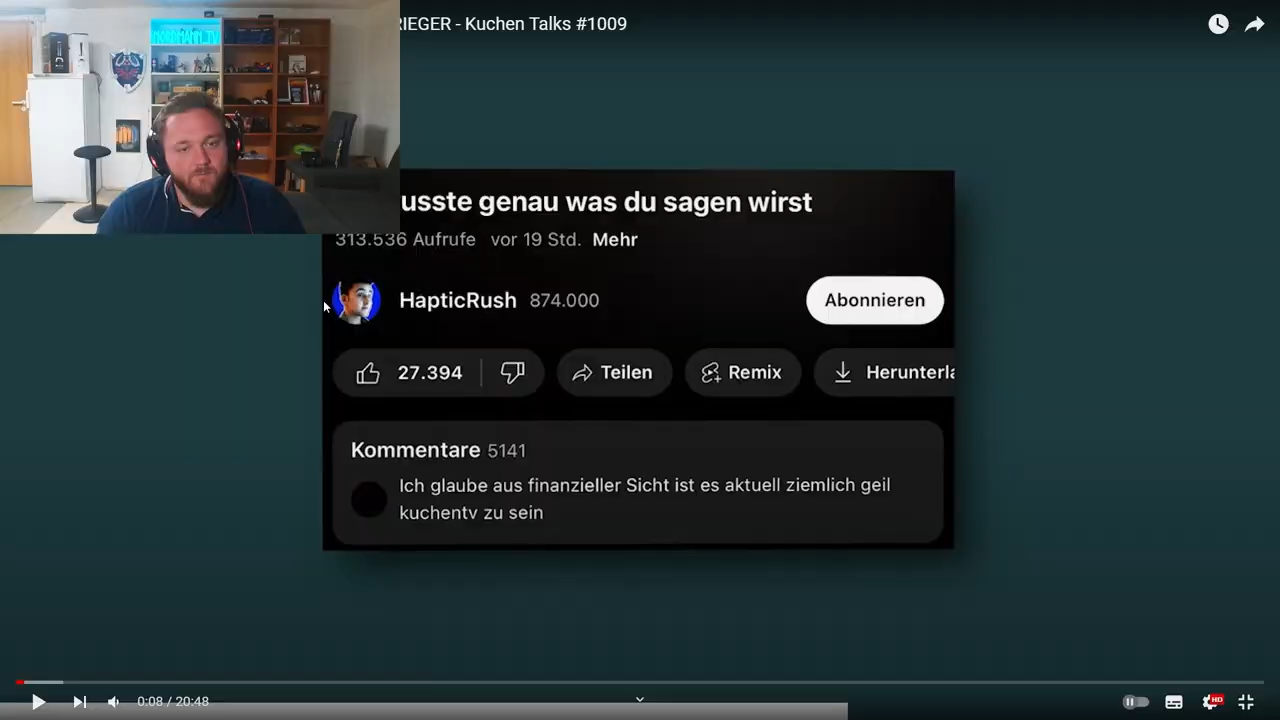 RIEGER - Kuchen Talks #1009
NORDMANN_TV
usste genau was du sagen wirst
313.536 Aufrufe vor 19 Std. Mehr
HapticRush 874.000
Abonnieren
27.394
Teilen
Remix
Herunterla
Kommentare 5141
Ich glaube aus finanzieller Sicht ist es aktuell ziemlich geil
kuchentv zu sein
0:08 / 20:48
HD